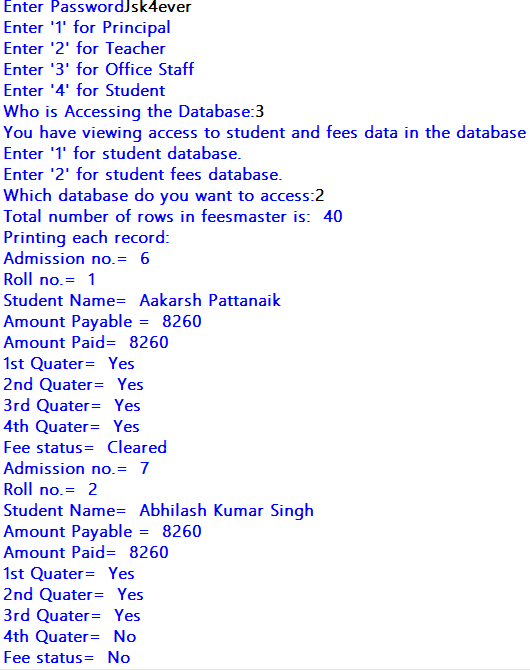 Enter PasswordJsk4ever
Enter '1' for Principal
Enter '2' for Teacher
Enter '3' for Office Staff
Enter '4' for Student
Who is Accessing the Database:3
You have viewing access to student and fees data in the database
Enter '1' for student database.
Enter '2' for student fees database.
Which database do you want to access:2
Total number of rows in feesmaster is:  40
Printing each record:
Admission no.=  6
Roll no.=  1
Student Name=  Aakarsh Pattanaik
Amount Payable =  8260
Amount Paid=  8260
1st Quater=  Yes
2nd Quater=  Yes
3rd Quater=  Yes
4th Quater=  Yes
Fee status=  Cleared
Admission no.=  7
Roll no.=  2
Student Name=  Abhilash Kumar Singh
Amount Payable =  8260
Amount Paid=  8260
1st Quater=  Yes
2nd Quater=  Yes
3rd Quater=  Yes
4th Quater=  No
Fee status=  No